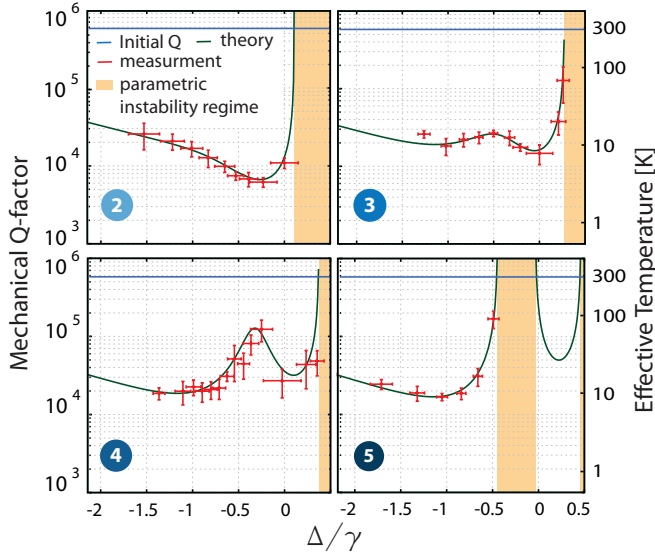 10⁶
10⁵
10⁴
10³
Initial Q
theory
measurment
parametric
instability regime
2
300
100
10
1
3
10⁶
10⁵
10⁴
10³
4
300
100
10
1
5
Mechanical Q-factor
Effective Temperature [K]
-2 -1.5 -1 -0.5 0
-2 -1.5 -1 -0.5 0 0.5
Δ/γ